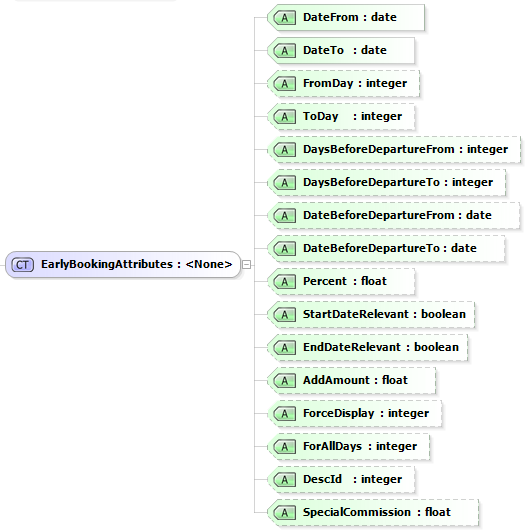 A DateFrom : date
A DateTo : date
A FromDay : integer
A ToDay : integer
A DaysBeforeDepartureFrom : integer
A DaysBeforeDepartureTo : integer
A DateBeforeDepartureFrom : date
A DateBeforeDepartureTo : date
CT EarlyBookingAttributes : <None>
A Percent : float
A StartDateRelevant : boolean
A EndDateRelevant : boolean
A AddAmount : float
A ForceDisplay : integer
A ForAllDays : integer
A DescId : integer
A SpecialCommission : float